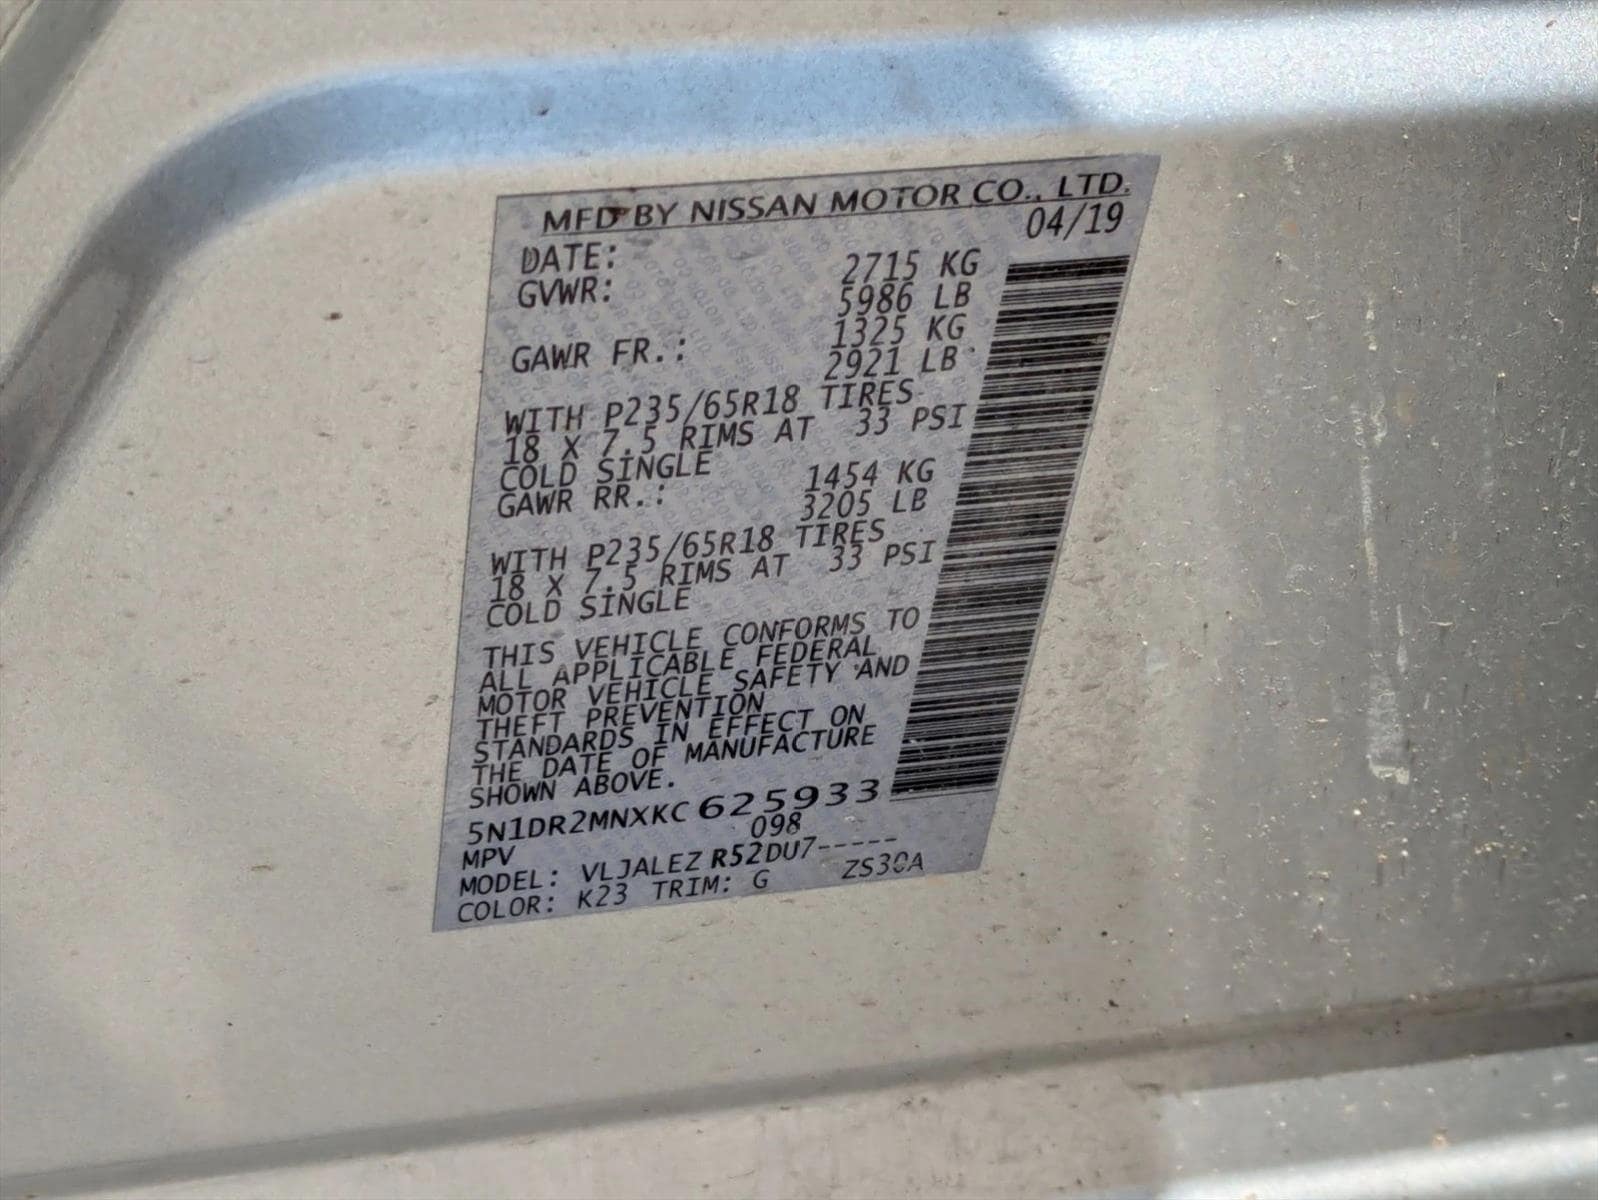 MFD BY NISSAN MOTOR CO., LTD.
DATE: 04/19
GVWR: 2715 KG
5986 LB
GAWR FR.: 1325 KG
2921 LB
WITH P235/65R18 TIRES
18 X 7.5 RIMS AT 33 PSI
COLD SINGLE
GAWR RR.: 1454 KG
3205 LB
WITH P235/65R18 TIRES
18 X 7.5 RIMS AT 33 PSI
COLD SINGLE
THIS VEHICLE CONFORMS TO
ALL APPLICABLE FEDERAL
MOTOR VEHICLE SAFETY AND
THEFT PREVENTION
STANDARDS IN EFFECT ON
THE DATE OF MANUFACTURE
SHOWN ABOVE.
5N1DR2MNXKC625933
MPV 098
MODEL: VLJALEZ R52DU7-----
COLOR: K23 TRIM: G ZS30A